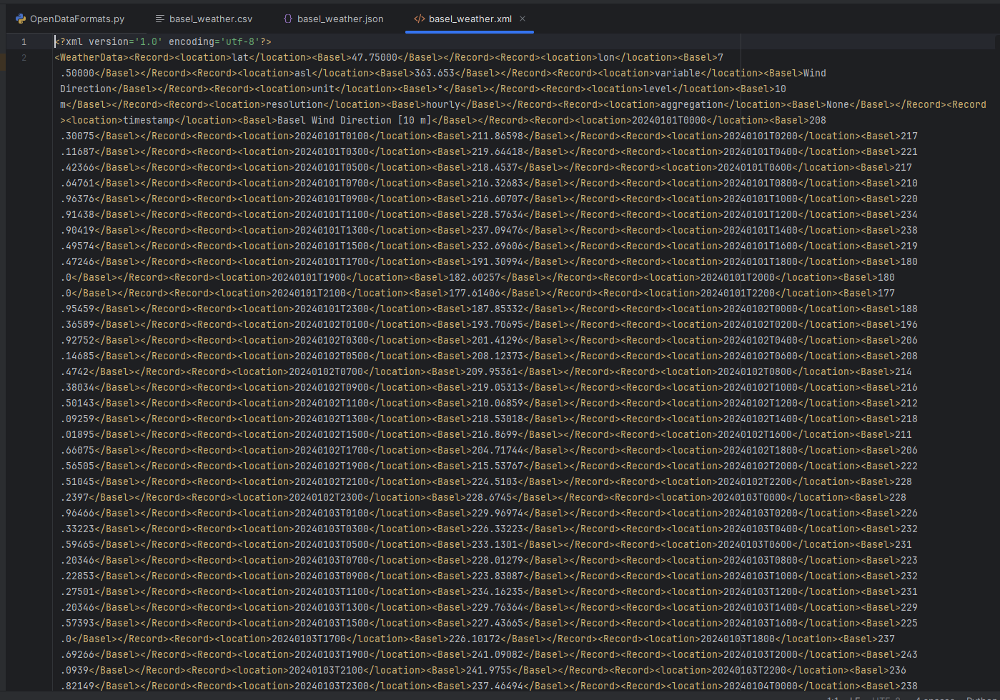 OpenDataFormats.py basel_weather.csv basel_weather.json basel_weather.xml
1 <?xml version='1.0' encoding='utf-8'?>
2 <WeatherData><Record><location>lat</location><Basel>47.75000</Basel></Record><Record><location>lon</location><Basel>7
.50000</Basel></Record><Record><location>asl</location><Basel>363.653</Basel></Record><Record><location>variable</location><Basel>Wind
Direction</Basel></Record><Record><location>unit</location><Basel>°</Basel></Record><Record><location>level</location><Basel>10
m</Basel></Record><Record><location>resolution</location><Basel>hourly</Basel></Record><Record><location>aggregation</location><Basel>None</Basel></Record><Record
><location>timestamp</location><Basel>Basel Wind Direction [10 m]</Basel></Record><Record><location>20240101T0000</location><Basel>208
.30075</Basel></Record><Record><location>20240101T0100</location><Basel>211.86598</Basel></Record><Record><location>20240101T0200</location><Basel>217
.11687</Basel></Record><Record><location>20240101T0300</location><Basel>219.64418</Basel></Record><Record><location>20240101T0400</location><Basel>221
.42366</Basel></Record><Record><location>20240101T0500</location><Basel>218.4537</Basel></Record><Record><location>20240101T0600</location><Basel>217
.64761</Basel></Record><Record><location>20240101T0700</location><Basel>216.32683</Basel></Record><Record><location>20240101T0800</location><Basel>210
.96376</Basel></Record><Record><location>20240101T0900</location><Basel>216.60707</Basel></Record><Record><location>20240101T1000</location><Basel>220
.91438</Basel></Record><Record><location>20240101T1100</location><Basel>228.57634</Basel></Record><Record><location>20240101T1200</location><Basel>234
.90419</Basel></Record><Record><location>20240101T1300</location><Basel>237.09476</Basel></Record><Record><location>20240101T1400</location><Basel>238
.49574</Basel></Record><Record><location>20240101T1500</location><Basel>232.69606</Basel></Record><Record><location>20240101T1600</location><Basel>219
.47246</Basel></Record><Record><location>20240101T1700</location><Basel>191.30994</Basel></Record><Record><location>20240101T1800</location><Basel>180
.0</Basel></Record><Record><location>20240101T1900</location><Basel>182.60257</Basel></Record><Record><location>20240101T2000</location><Basel>180
.0</Basel></Record><Record><location>20240101T2100</location><Basel>177.61406</Basel></Record><Record><location>20240101T2200</location><Basel>177
.95459</Basel></Record><Record><location>20240101T2300</location><Basel>187.85332</Basel></Record><Record><location>20240102T0000</location><Basel>188
.36589</Basel></Record><Record><location>20240102T0100</location><Basel>193.70695</Basel></Record><Record><location>20240102T0200</location><Basel>196
.92752</Basel></Record><Record><location>20240102T0300</location><Basel>201.41296</Basel></Record><Record><location>20240102T0400</location><Basel>206
.14685</Basel></Record><Record><location>20240102T0500</location><Basel>208.12373</Basel></Record><Record><location>20240102T0600</location><Basel>208
.4742</Basel></Record><Record><location>20240102T0700</location><Basel>209.95361</Basel></Record><Record><location>20240102T0800</location><Basel>214
.38034</Basel></Record><Record><location>20240102T0900</location><Basel>219.05313</Basel></Record><Record><location>20240102T1000</location><Basel>216
.50143</Basel></Record><Record><location>20240102T1100</location><Basel>210.06859</Basel></Record><Record><location>20240102T1200</location><Basel>212
.09259</Basel></Record><Record><location>20240102T1300</location><Basel>218.53018</Basel></Record><Record><location>20240102T1400</location><Basel>218
.01895</Basel></Record><Record><location>20240102T1500</location><Basel>216.8699</Basel></Record><Record><location>20240102T1600</location><Basel>211
.66075</Basel></Record><Record><location>20240102T1700</location><Basel>204.71744</Basel></Record><Record><location>20240102T1800</location><Basel>206
.56505</Basel></Record><Record><location>20240102T1900</location><Basel>215.53767</Basel></Record><Record><location>20240102T2000</location><Basel>222
.51045</Basel></Record><Record><location>20240102T2100</location><Basel>224.5103</Basel></Record><Record><location>20240102T2200</location><Basel>228
.2397</Basel></Record><Record><location>20240102T2300</location><Basel>228.6745</Basel></Record><Record><location>20240103T0000</location><Basel>228
.96466</Basel></Record><Record><location>20240103T0100</location><Basel>229.96974</Basel></Record><Record><location>20240103T0200</location><Basel>226
.33223</Basel></Record><Record><location>20240103T0300</location><Basel>226.33223</Basel></Record><Record><location>20240103T0400</location><Basel>232
.59465</Basel></Record><Record><location>20240103T0500</location><Basel>233.1301</Basel></Record><Record><location>20240103T0600</location><Basel>231
.20346</Basel></Record><Record><location>20240103T0700</location><Basel>228.01279</Basel></Record><Record><location>20240103T0800</location><Basel>223
.22853</Basel></Record><Record><location>20240103T0900</location><Basel>223.83087</Basel></Record><Record><location>20240103T1000</location><Basel>232
.27501</Basel></Record><Record><location>20240103T1100</location><Basel>234.16235</Basel></Record><Record><location>20240103T1200</location><Basel>231
.20346</Basel></Record><Record><location>20240103T1300</location><Basel>229.76364</Basel></Record><Record><location>20240103T1400</location><Basel>229
.57393</Basel></Record><Record><location>20240103T1500</location><Basel>227.43665</Basel></Record><Record><location>20240103T1600</location><Basel>225
.0</Basel></Record><Record><location>20240103T1700</location><Basel>226.10172</Basel></Record><Record><location>20240103T1800</location><Basel>237
.69266</Basel></Record><Record><location>20240103T1900</location><Basel>241.09082</Basel></Record><Record><location>20240103T2000</location><Basel>243
.0939</Basel></Record><Record><location>20240103T2100</location><Basel>241.9755</Basel></Record><Record><location>20240103T2200</location><Basel>236
.82149</Basel></Record><Record><location>20240103T2300</location><Basel>237.46494</Basel></Record><Record><location>20240104T0000</location><Basel>238